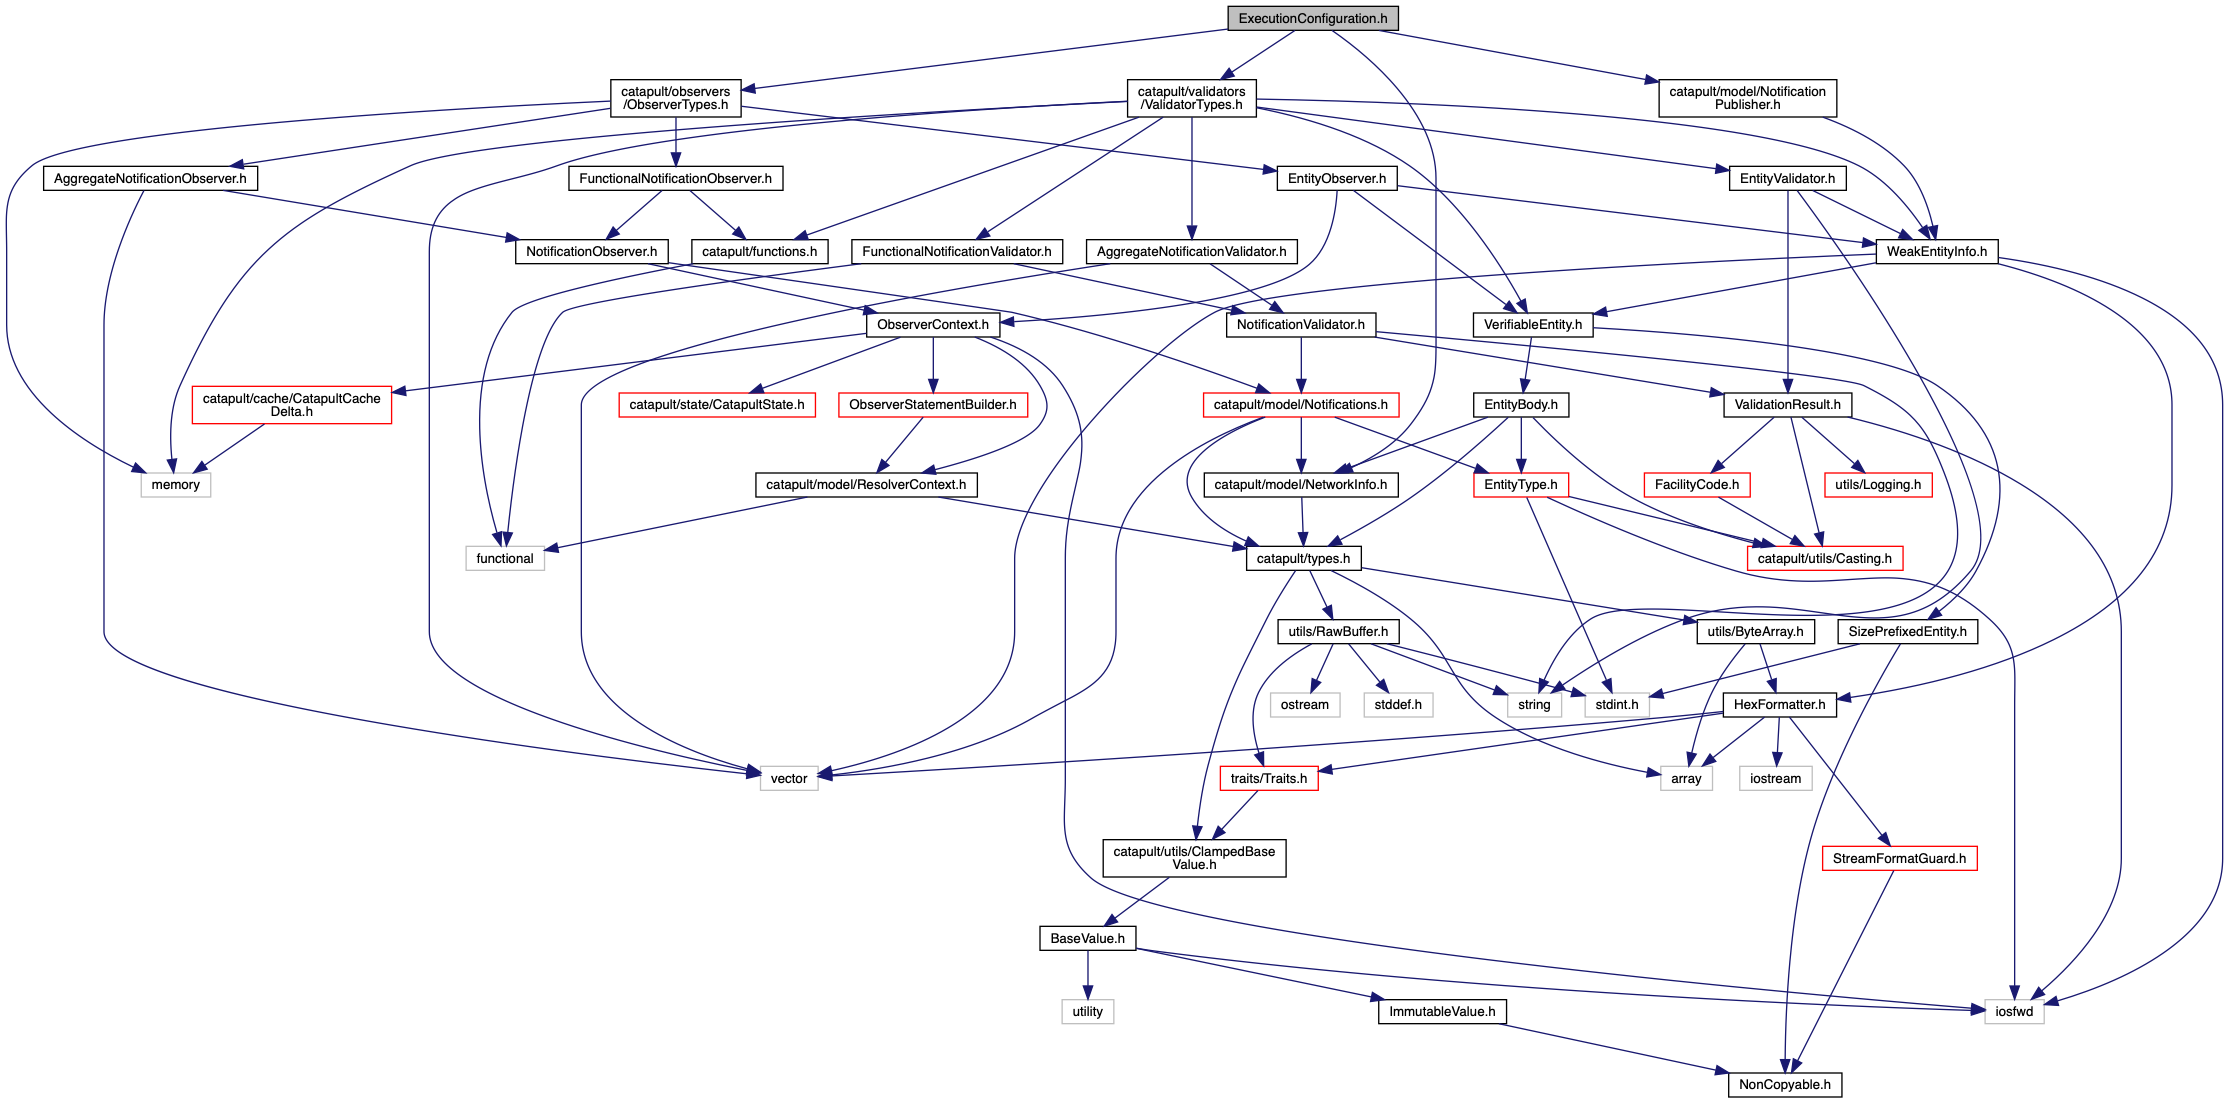 ExecutionConfiguration.h
catapult/observers
/ObserverTypes.h
catapult/validators
/ValidatorTypes.h
catapult/model/Notification
Publisher.h
AggregateNotificationObserver.h
FunctionalNotificationObserver.h
EntityObserver.h
EntityValidator.h
NotificationObserver.h
catapult/functions.h
FunctionalNotificationValidator.h
AggregateNotificationValidator.h
WeakEntityInfo.h
ObserverContext.h
NotificationValidator.h
VerifiableEntity.h
catapult/cache/CatapultCache
Delta.h
catapult/state/CatapultState.h
ObserverStatementBuilder.h
catapult/model/Notifications.h
EntityBody.h
ValidationResult.h
memory
catapult/model/ResolverContext.h
catapult/model/NetworkInfo.h
EntityType.h
FacilityCode.h
utils/Logging.h
functional
catapult/types.h
catapult/utils/Casting.h
utils/RawBuffer.h
utils/ByteArray.h
SizePrefixedEntity.h
ostream
stddef.h
string
stdint.h
HexFormatter.h
vector
traits/Traits.h
array
iostream
catapult/utils/ClampedBase
Value.h
StreamFormatGuard.h
BaseValue.h
utility
ImmutableValue.h
iosfwd
NonCopyable.h